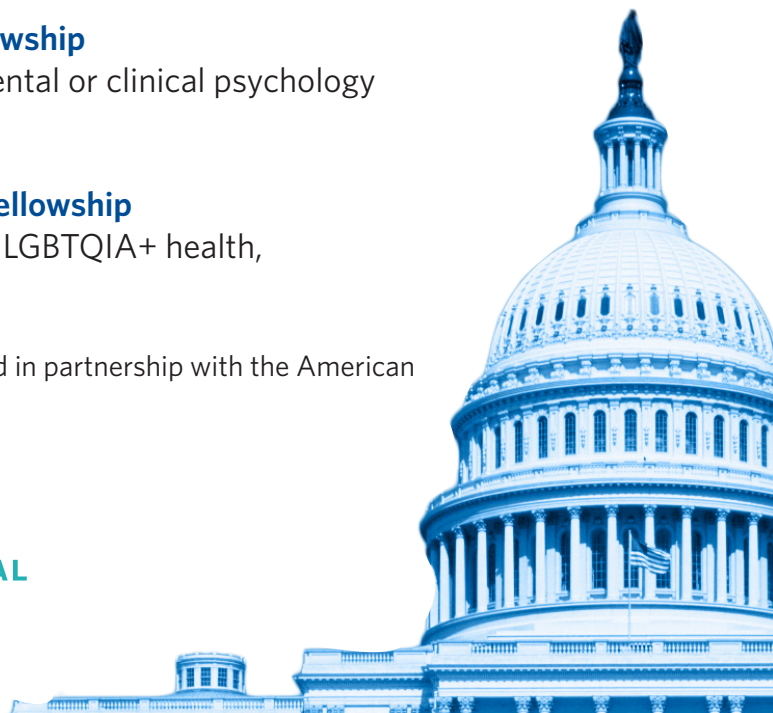 wship
ental or clinical psychology
ellowship
LGBTQIA+ health,
d in partnership with the American
AL